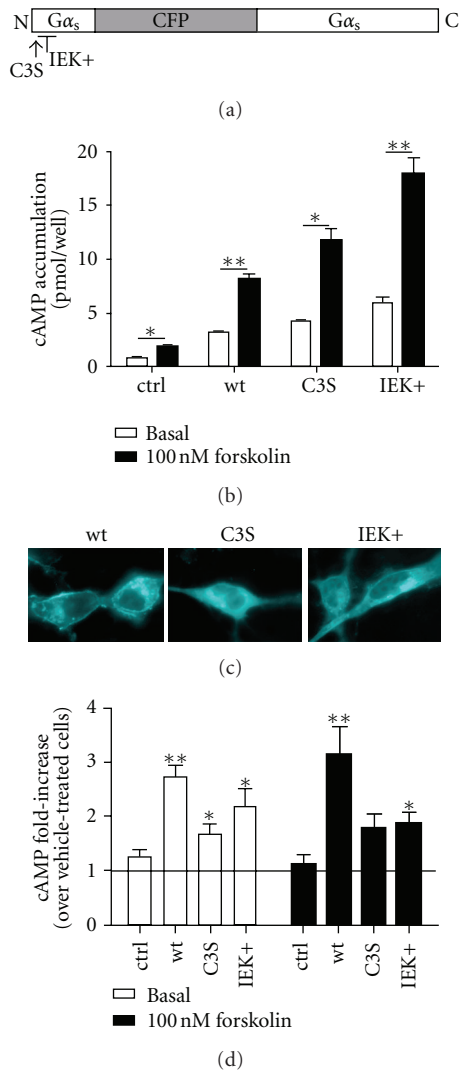 N Gαs CFP Gαs C
C3S IEK+
(a)
cAMP accumulation
(pmol/well)
20
15
10
5
0
* ** * **
ctrl wt C3S IEK+
Basal
100 nM forskolin
(b)
wt C3S IEK+
(c)
cAMP fold-increase
(over vehicle-treated cells)
4
3
2
1
0
** * * ** *
ctrl wt C3S IEK+ ctrl wt C3S IEK+
Basal
100 nM forskolin
(d)